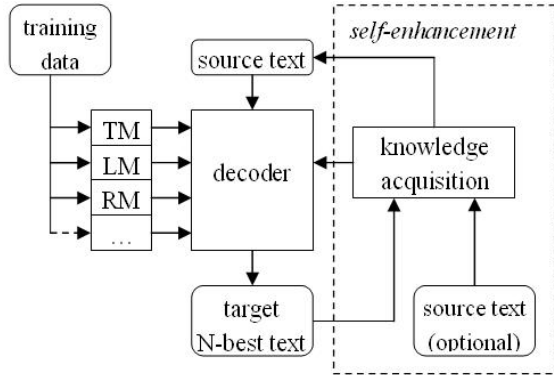 training
data
self-enhancement
source text
TM
LM
RM
...
decoder
knowledge
acquisition
target
N-best text
source text
(optional)